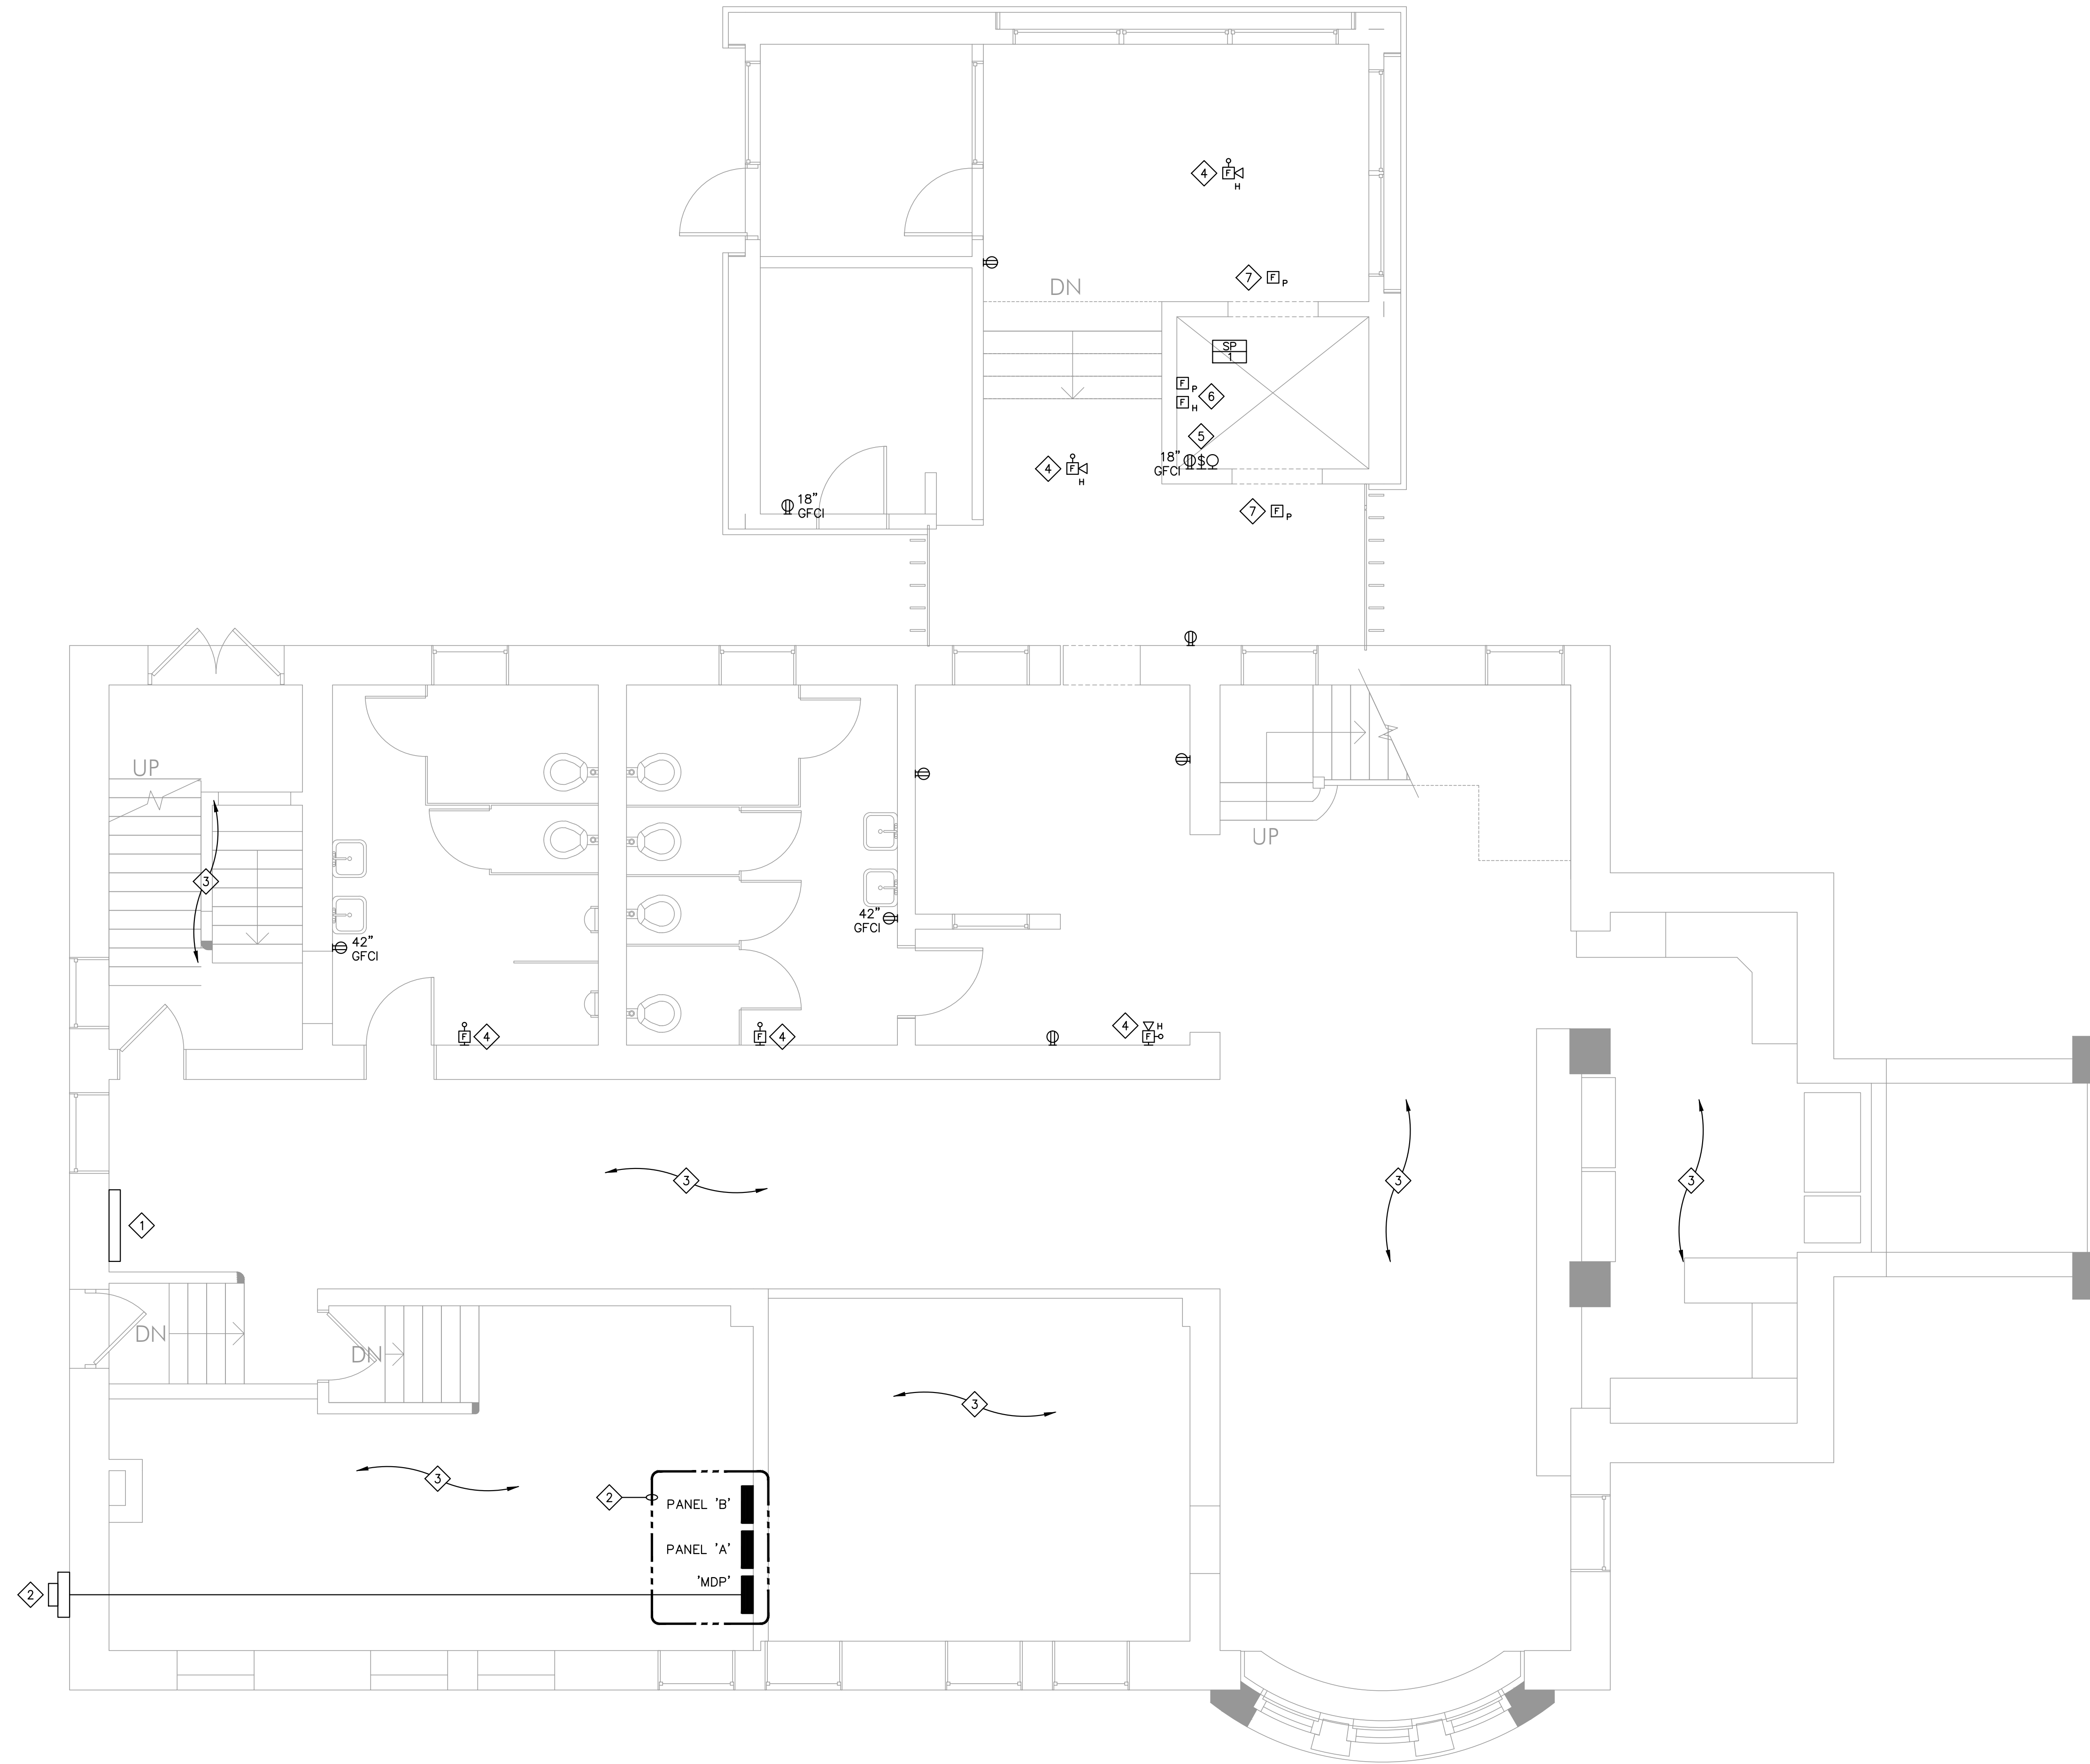 4 F
H
7 F P
DN
SP
1
F P
6
F H
5
18" 4 F
GFCI $
H
18"
GFCI
7 F P
UP
UP
3
42"
GFCI
42"
GFCI
F 4
F 4
4 H
F
3
3
3
1
DN
DN
3
3
2
PANEL 'B'
PANEL 'A'
'MDP'
2